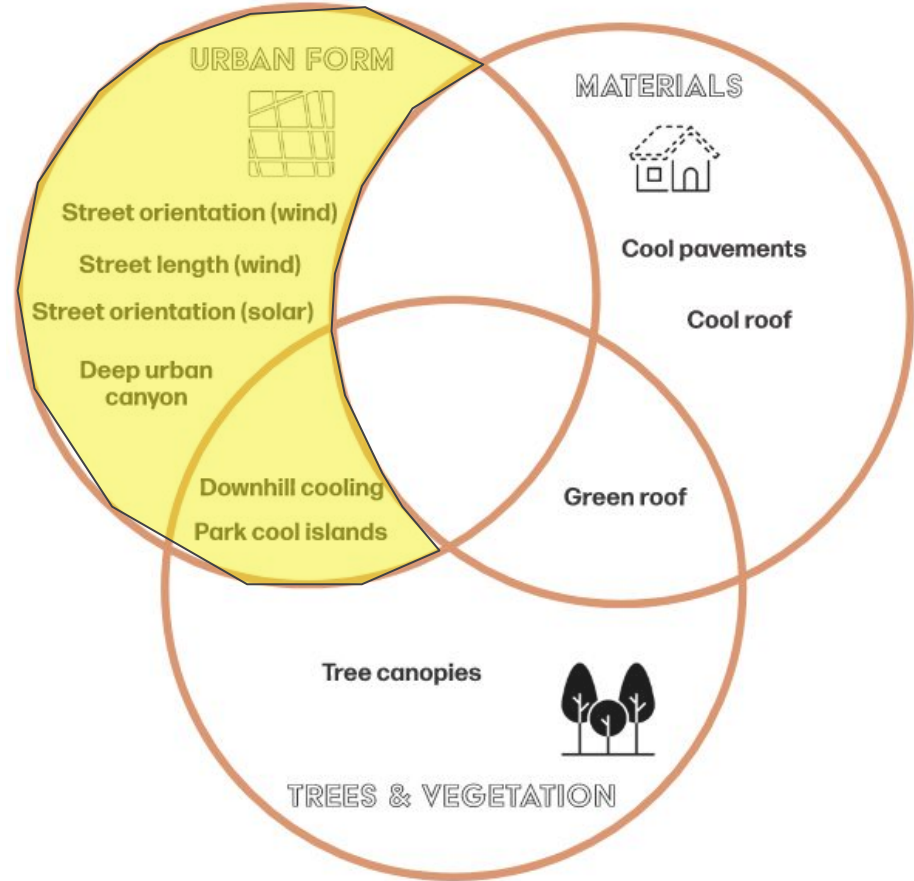 URBAN FORM
MATERIALS
Street orientation (wind)
Cool pavements
Street length (wind)
Street orientation (solar)
Cool roof
Deep urban
canyon
Downhill cooling
Green roof
Park cool islands
Tree canopies
TREES & VEGETATION